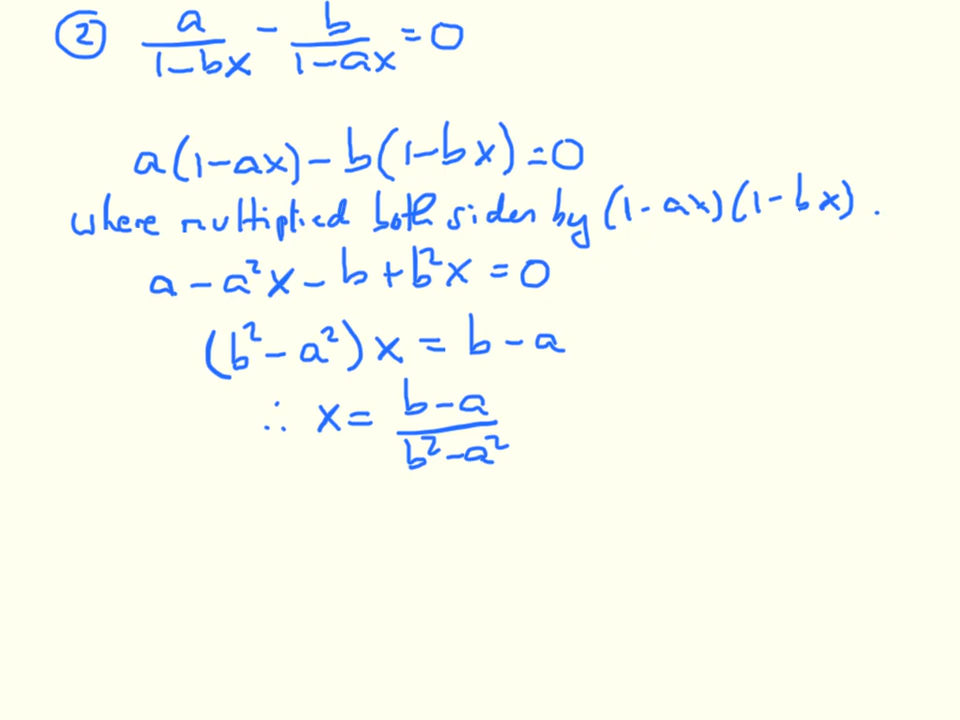 ② a/(1-bx) - b/(1-ax) = 0
a(1-ax) - b(1-bx) = 0
where multiplied both sides by (1-ax)(1-bx).
a - a²x - b + b²x = 0
(b² - a²)x = b - a
∴ x = (b-a)/(b²-a²)